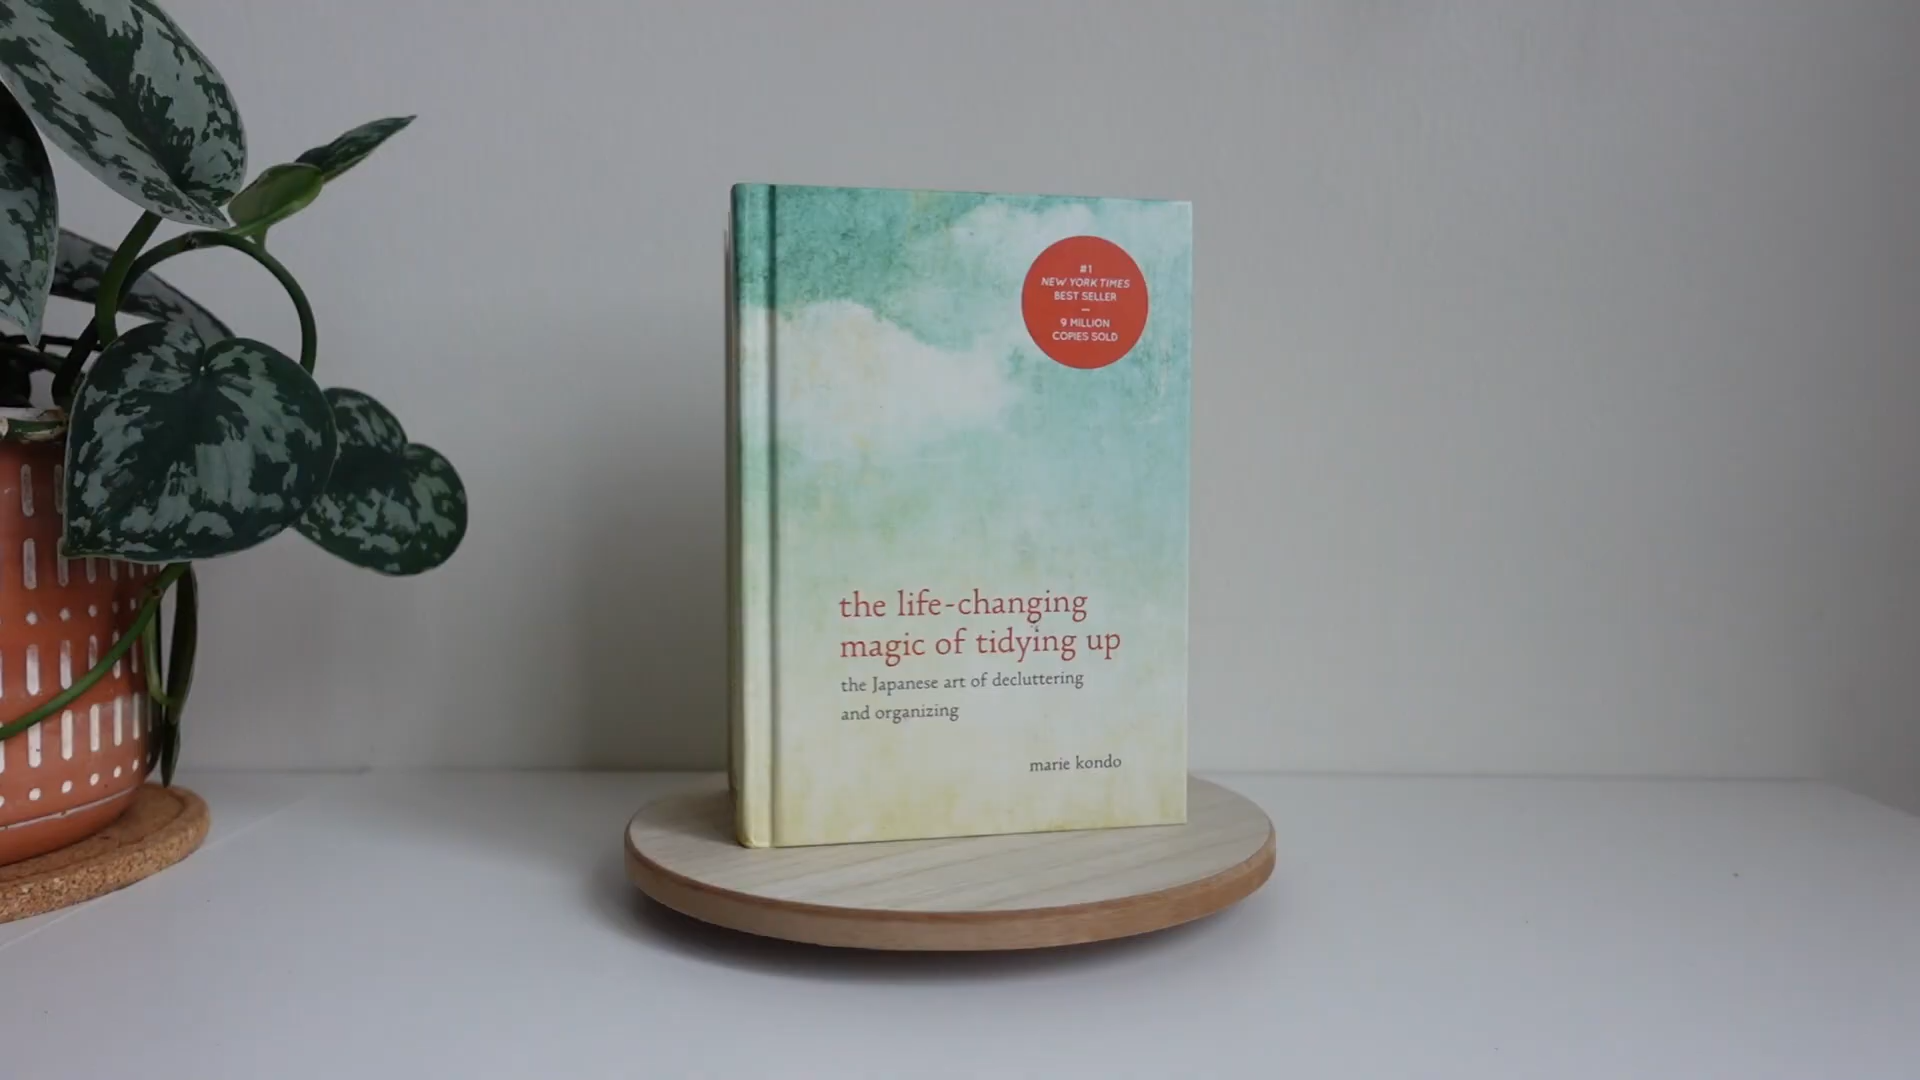 #1
NEW YORK TIMES
BEST SELLER
–
9 MILLION
COPIES SOLD
the life-changing
magic of tidying up
the Japanese art of decluttering
and organizing
marie kondo